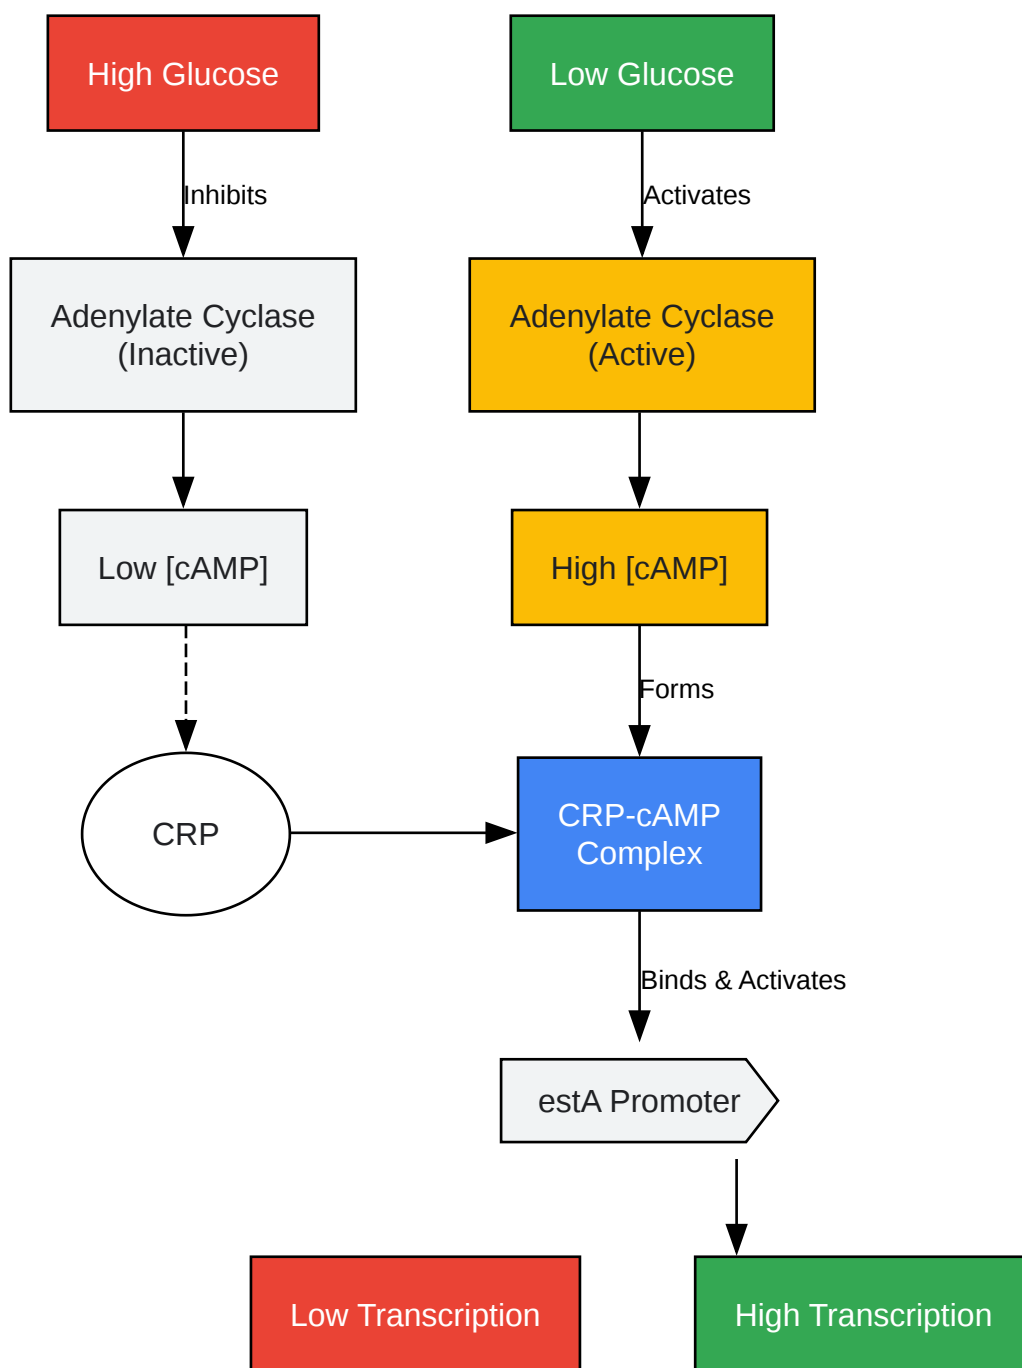 High Glucose
Low Glucose
Inhibits
Activates
Adenylate Cyclase
(Inactive)
Adenylate Cyclase
(Active)
Low [cAMP]
High [cAMP]
Forms
CRP
CRP-cAMP
Complex
Binds & Activates
estA Promoter
Low Transcription
High Transcription